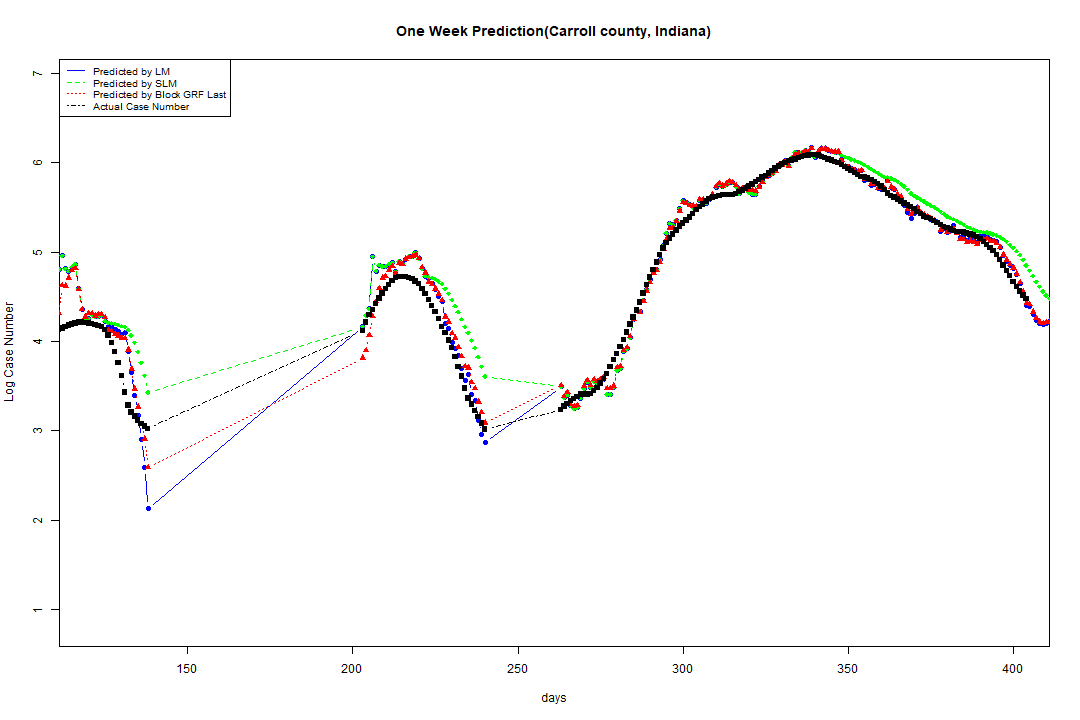 One Week Prediction(Carroll county, Indiana)
Predicted by LM
Predicted by SLM
Predicted by Block GRF Last
Actual Case Number
7
6
5
4
3
2
1
Log Case Number
150 200 250 300 350 400
days